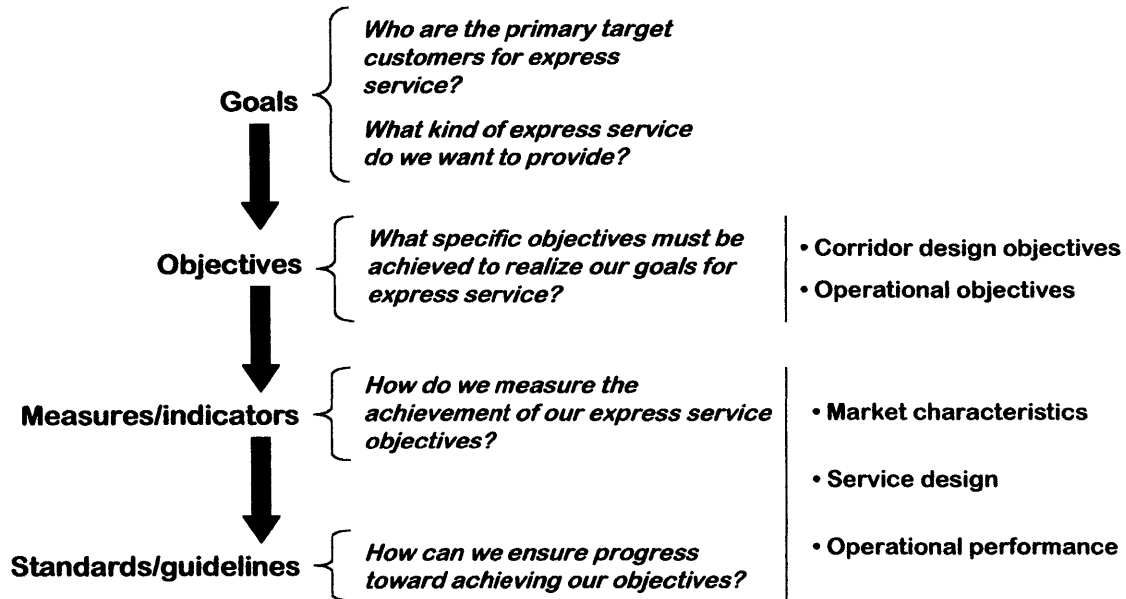 Goals
Who are the primary target
customers for express
service?
What kind of express service
do we want to provide?
Objectives
What specific objectives must be
achieved to realize our goals for
express service?
• Corridor design objectives
• Operational objectives
Measures/indicators
How do we measure the
achievement of our express service
objectives?
• Market characteristics
• Service design
• Operational performance
Standards/guidelines
How can we ensure progress
toward achieving our objectives?